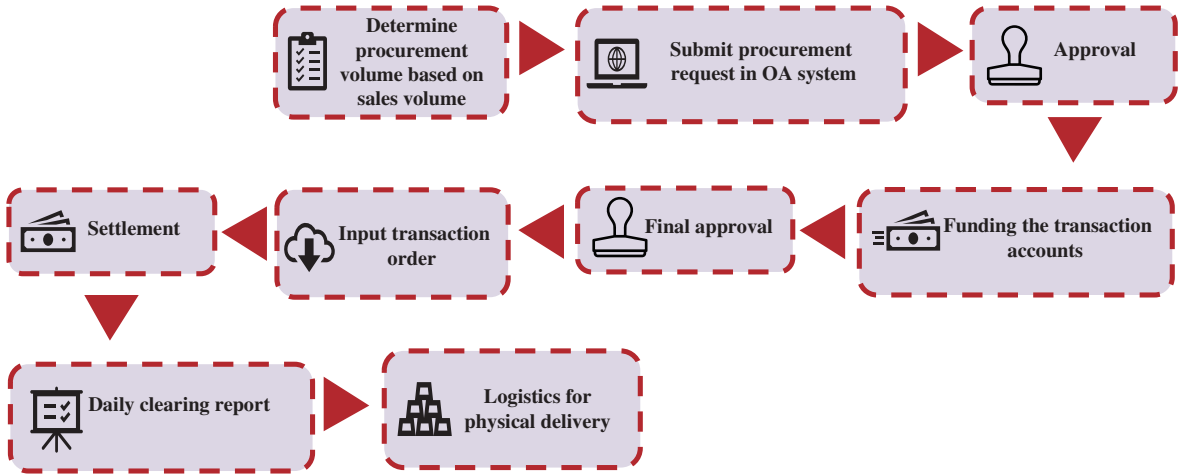 Determine
procurement
volume based on
sales volume
Submit procurement
request in OA system
Approval
Funding the transaction
accounts
Final approval
Input transaction
order
Settlement
Daily clearing report
Logistics for
physical delivery